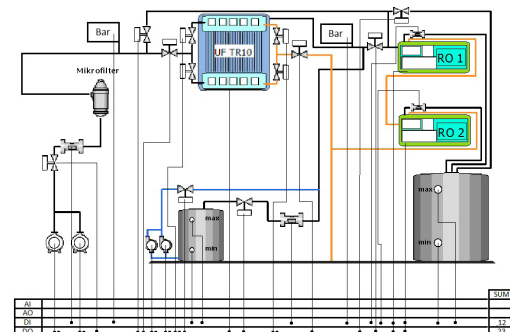 Bar
UF TR10
Bar
RO 1
Mikrofilter
RO 2
max
min
max
min
SUM
AI
AO
DI 12
DO 23